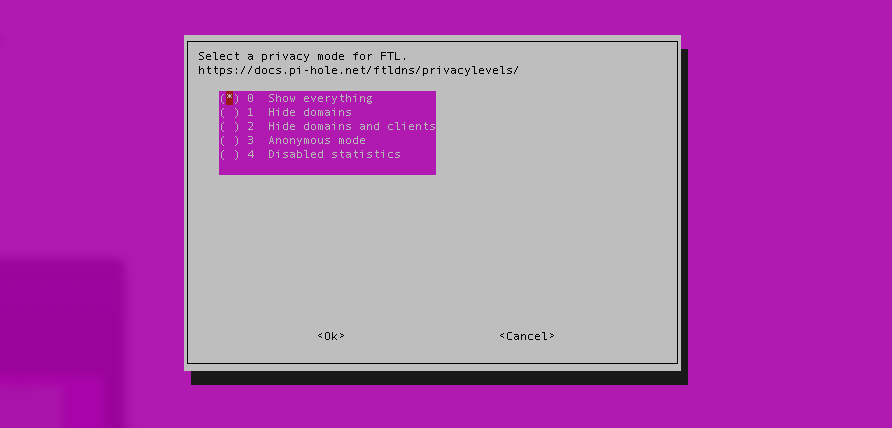 Select a privacy mode for FTL.
https://docs.pi-hole.net/ftldns/privacylevels/
(*) 0  Show everything
( ) 1  Hide domains
( ) 2  Hide domains and clients
( ) 3  Anonymous mode
( ) 4  Disabled statistics
<Ok> <Cancel>